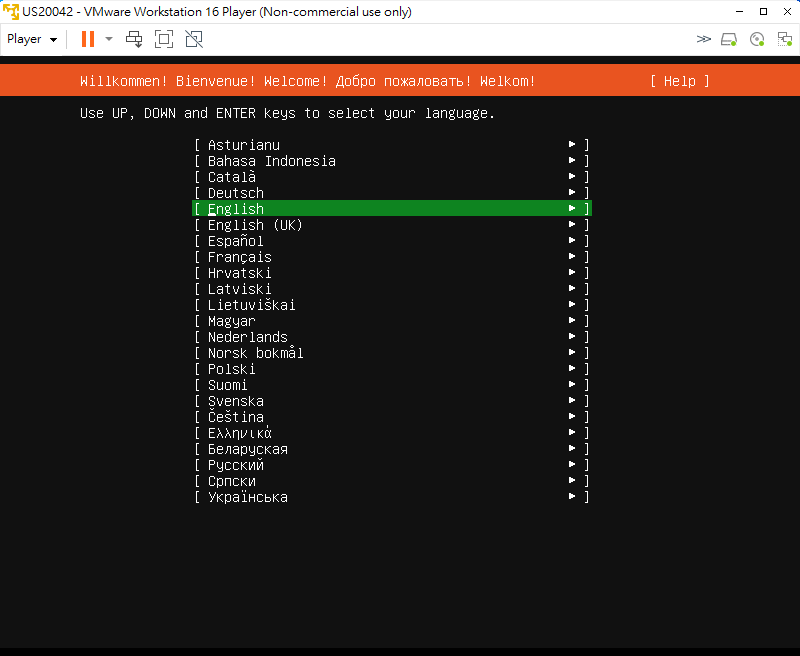 US20042 - VMware Workstation 16 Player (Non-commercial use only)
Player
Willkommen! Bienvenue! Welcome! Добро пожаловать! Welkom! [ Help ]
Use UP, DOWN and ENTER keys to select your language.
[ Asturianu ► ]
[ Bahasa Indonesia ► ]
[ Català ► ]
[ Deutsch ► ]
[ English ► ]
[ English (UK) ► ]
[ Español ► ]
[ Français ► ]
[ Hrvatski ► ]
[ Latviski ► ]
[ Lietuviškai ► ]
[ Magyar ► ]
[ Nederlands ► ]
[ Norsk bokmål ► ]
[ Polski ► ]
[ Suomi ► ]
[ Svenska ► ]
[ Čeština ► ]
[ Ελληνικά ► ]
[ Беларуская ► ]
[ Русский ► ]
[ Српски ► ]
[ Українська ► ]